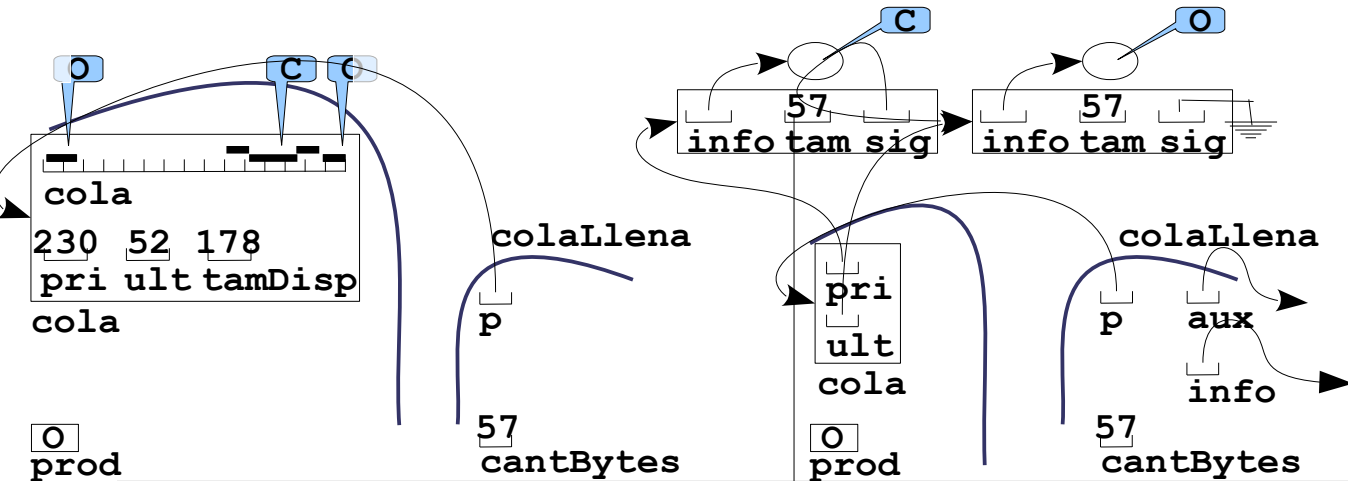 O C O
cola
230 52 178
pri ult tamDisp
cola
colaLlena
p
O
prod
57
cantBytes
C O
57 57
info tam sig info tam sig
colaLlena
pri
p aux
ult
cola
info
O
prod
57
cantBytes